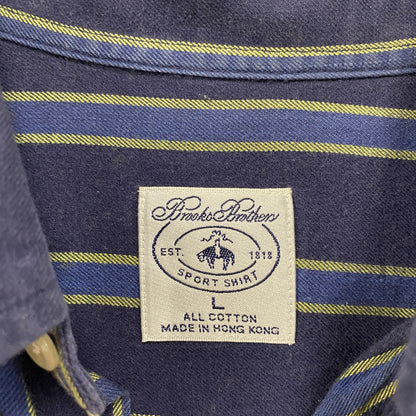 Brooks Brothers
EST. 1818
SPORT SHIRT
L
ALL COTTON
MADE IN HONG KONG